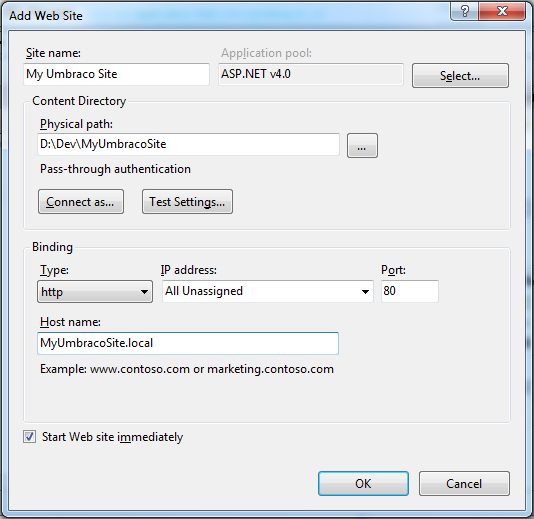 Add Web Site
Site name: Application pool:
My Umbraco Site ASP.NET v4.0 Select...
Content Directory
Physical path:
D:\Dev\MyUmbracoSite ...
Pass-through authentication
Connect as... Test Settings...
Binding
Type: IP address: Port:
http All Unassigned 80
Host name:
MyUmbracoSite.local
Example: www.contoso.com or marketing.contoso.com
Start Web site immediately
OK Cancel